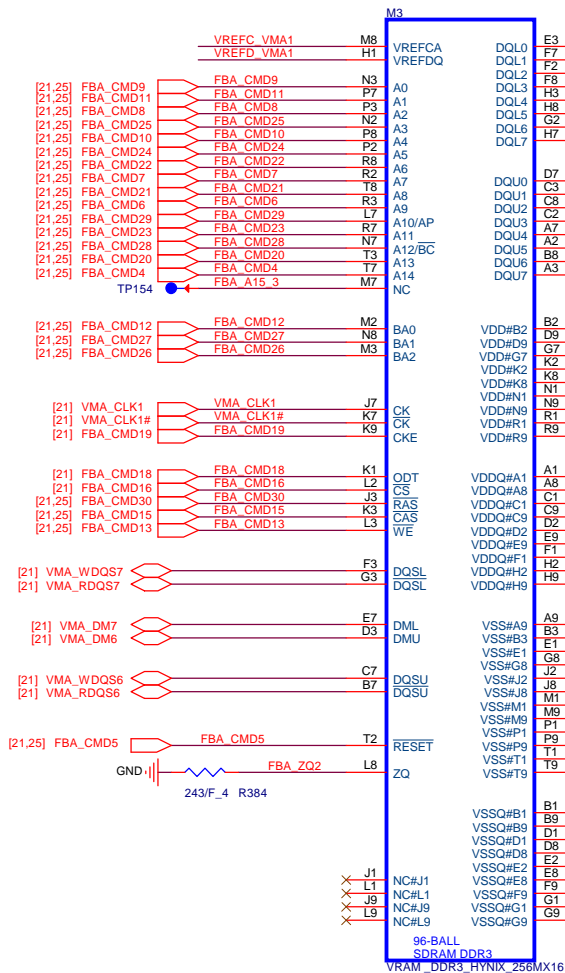 M3
VREFC_VMA1 M8 VREFCA DQL0 E3
VREFD_VMA1 H1 VREFDQ DQL1 F7
DQL2 F2
[21,25] FBA_CMD9 FBA_CMD9 N3 A0 DQL3 F8
[21,25] FBA_CMD11 FBA_CMD11 P7 A1 DQL4 H3
[21,25] FBA_CMD8 FBA_CMD8 P3 A2 DQL5 H8
[21,25] FBA_CMD25 FBA_CMD25 N2 A3 DQL6 G2
[21,25] FBA_CMD10 FBA_CMD10 P8 A4 DQL7 H7
[21,25] FBA_CMD24 FBA_CMD24 P2 A5
[21,25] FBA_CMD22 FBA_CMD22 R8 A6
[21,25] FBA_CMD7 FBA_CMD7 R2 A7 DQU0 D7
[21,25] FBA_CMD21 FBA_CMD21 T8 A8 DQU1 C3
[21,25] FBA_CMD6 FBA_CMD6 R3 A9 DQU2 C8
[21,25] FBA_CMD29 FBA_CMD29 L7 A10/AP DQU3 C2
[21,25] FBA_CMD23 FBA_CMD23 R7 A11 DQU4 A7
[21,25] FBA_CMD28 FBA_CMD28 N7 A12/BC DQU5 A2
[21,25] FBA_CMD20 FBA_CMD20 T3 A13 DQU6 B8
[21,25] FBA_CMD4 FBA_CMD4 T7 A14 DQU7 A3
TP154 FBA_A15_3 M7 NC
[21,25] FBA_CMD12 FBA_CMD12 M2 BA0 VDD#B2 B2
[21,25] FBA_CMD27 FBA_CMD27 N8 BA1 VDD#D9 D9
[21,25] FBA_CMD26 FBA_CMD26 M3 BA2 VDD#G7 G7
VDD#K2 K2
VDD#K8 K8
VDD#N1 N1
[21] VMA_CLK1 VMA_CLK1 J7 CK VDD#N9 N9
[21] VMA_CLK1# VMA_CLK1# K7 CK VDD#R1 R1
[21] FBA_CMD19 FBA_CMD19 K9 CKE VDD#R9 R9
[21] FBA_CMD18 FBA_CMD18 K1 ODT VDDQ#A1 A1
[21] FBA_CMD16 FBA_CMD16 L2 CS VDDQ#A8 A8
[21,25] FBA_CMD30 FBA_CMD30 J3 RAS VDDQ#C1 C1
[21,25] FBA_CMD15 FBA_CMD15 K3 CAS VDDQ#C9 C9
[21,25] FBA_CMD13 FBA_CMD13 L3 WE VDDQ#D2 D2
VDDQ#E9 E9
VDDQ#F1 F1
[21] VMA_WDQS7 F3 DQSL VDDQ#H2 H2
[21] VMA_RDQS7 G3 DQSL VDDQ#H9 H9
[21] VMA_DM7 E7 DML VSS#A9 A9
[21] VMA_DM6 D3 DMU VSS#B3 B3
VSS#E1 E1
VSS#G8 G8
[21] VMA_WDQS6 C7 DQSU VSS#J2 J2
[21] VMA_RDQS6 B7 DQSU VSS#J8 J8
VSS#M1 M1
VSS#M9 M9
VSS#P1 P1
[21,25] FBA_CMD5 FBA_CMD5 T2 RESET VSS#P9 P9
VSS#T1 T1
GND FBA_ZQ2 L8 ZQ VSS#T9 T9
243/F_4 R384
VSSQ#B1 B1
VSSQ#B9 B9
VSSQ#D1 D1
VSSQ#D8 D8
VSSQ#E2 E2
J1 NC#J1 VSSQ#E8 E8
L1 NC#L1 VSSQ#F9 F9
J9 NC#J9 VSSQ#G1 G1
L9 NC#L9 VSSQ#G9 G9
96-BALL
SDRAM DDR3
VRAM _DDR3_HYNIX_256MX16